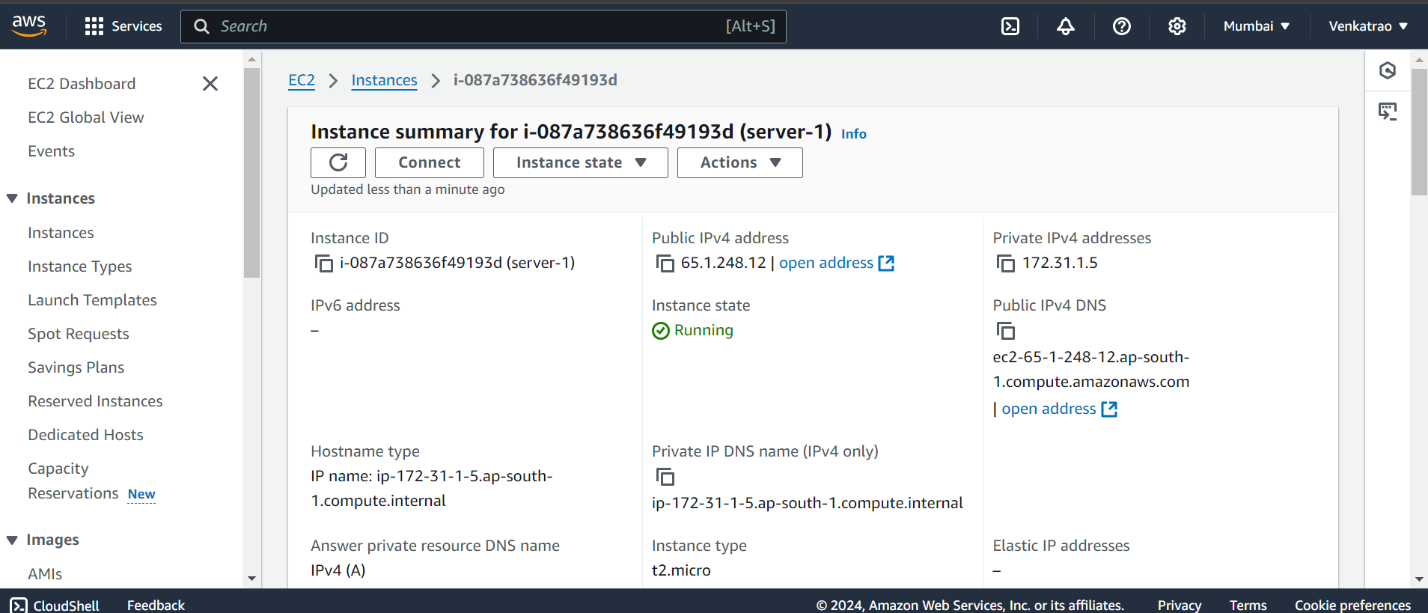 aws
Services
Search
[Alt+S]
Mumbai
Venkatrao
EC2 Dashboard
EC2 Global View
Events
Instances
Instances
Instance Types
Launch Templates
Spot Requests
Savings Plans
Reserved Instances
Dedicated Hosts
Capacity
Reservations New
Images
AMIs
EC2 > Instances > i-087a738636f49193d
Instance summary for i-087a738636f49193d (server-1) Info
Connect
Instance state
Actions
Updated less than a minute ago
Instance ID
i-087a738636f49193d (server-1)
Public IPv4 address
65.1.248.12 | open address
Private IPv4 addresses
172.31.1.5
IPv6 address
–
Instance state
Running
Public IPv4 DNS
ec2-65-1-248-12.ap-south-
1.compute.amazonaws.com
| open address
Hostname type
IP name: ip-172-31-1-5.ap-south-
1.compute.internal
Private IP DNS name (IPv4 only)
ip-172-31-1-5.ap-south-1.compute.internal
Answer private resource DNS name
IPv4 (A)
Instance type
t2.micro
Elastic IP addresses
–
CloudShell
Feedback
© 2024, Amazon Web Services, Inc. or its affiliates.
Privacy
Terms
Cookie preferences